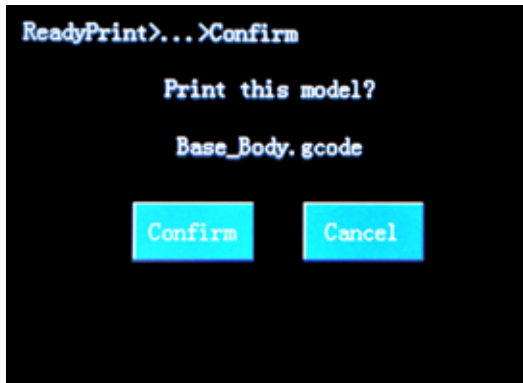 ReadyPrint>...>Confirm
Print this model?
Base_Body.gcode
Confirm
Cancel